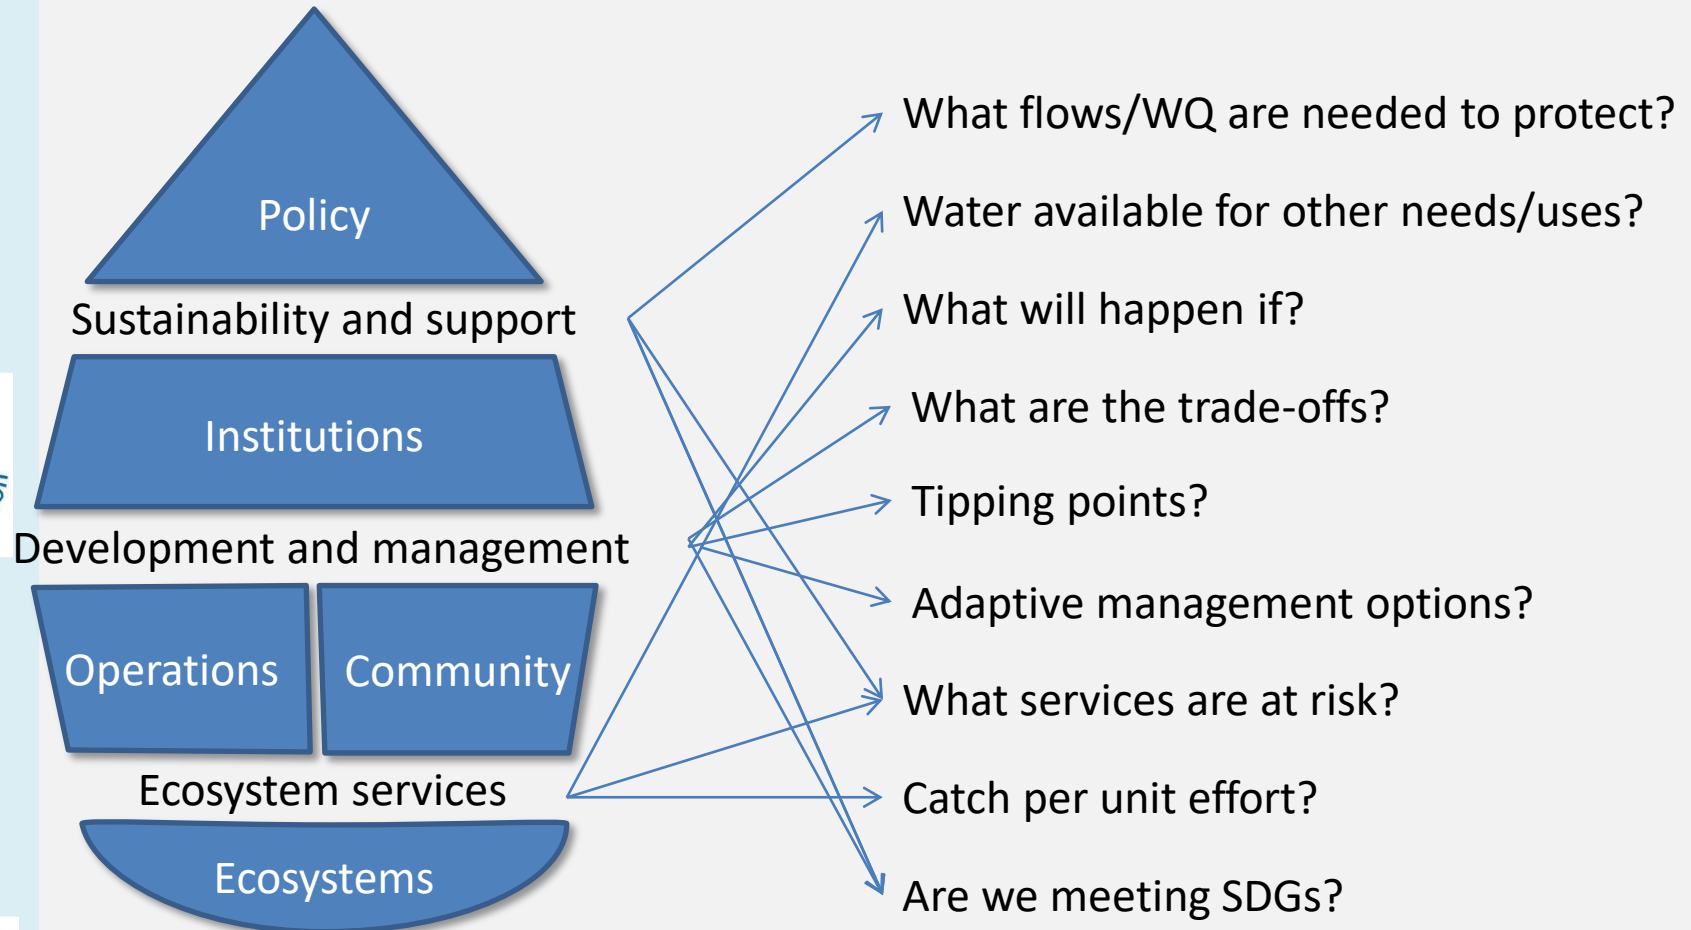 Policy
Sustainability and support
Institutions
Development and management
Operations
Community
Ecosystem services
Ecosystems
What flows/WQ are needed to protect?
Water available for other needs/uses?
What will happen if?
What are the trade-offs?
Tipping points?
Adaptive management options?
What services are at risk?
Catch per unit effort?
Are we meeting SDGs?